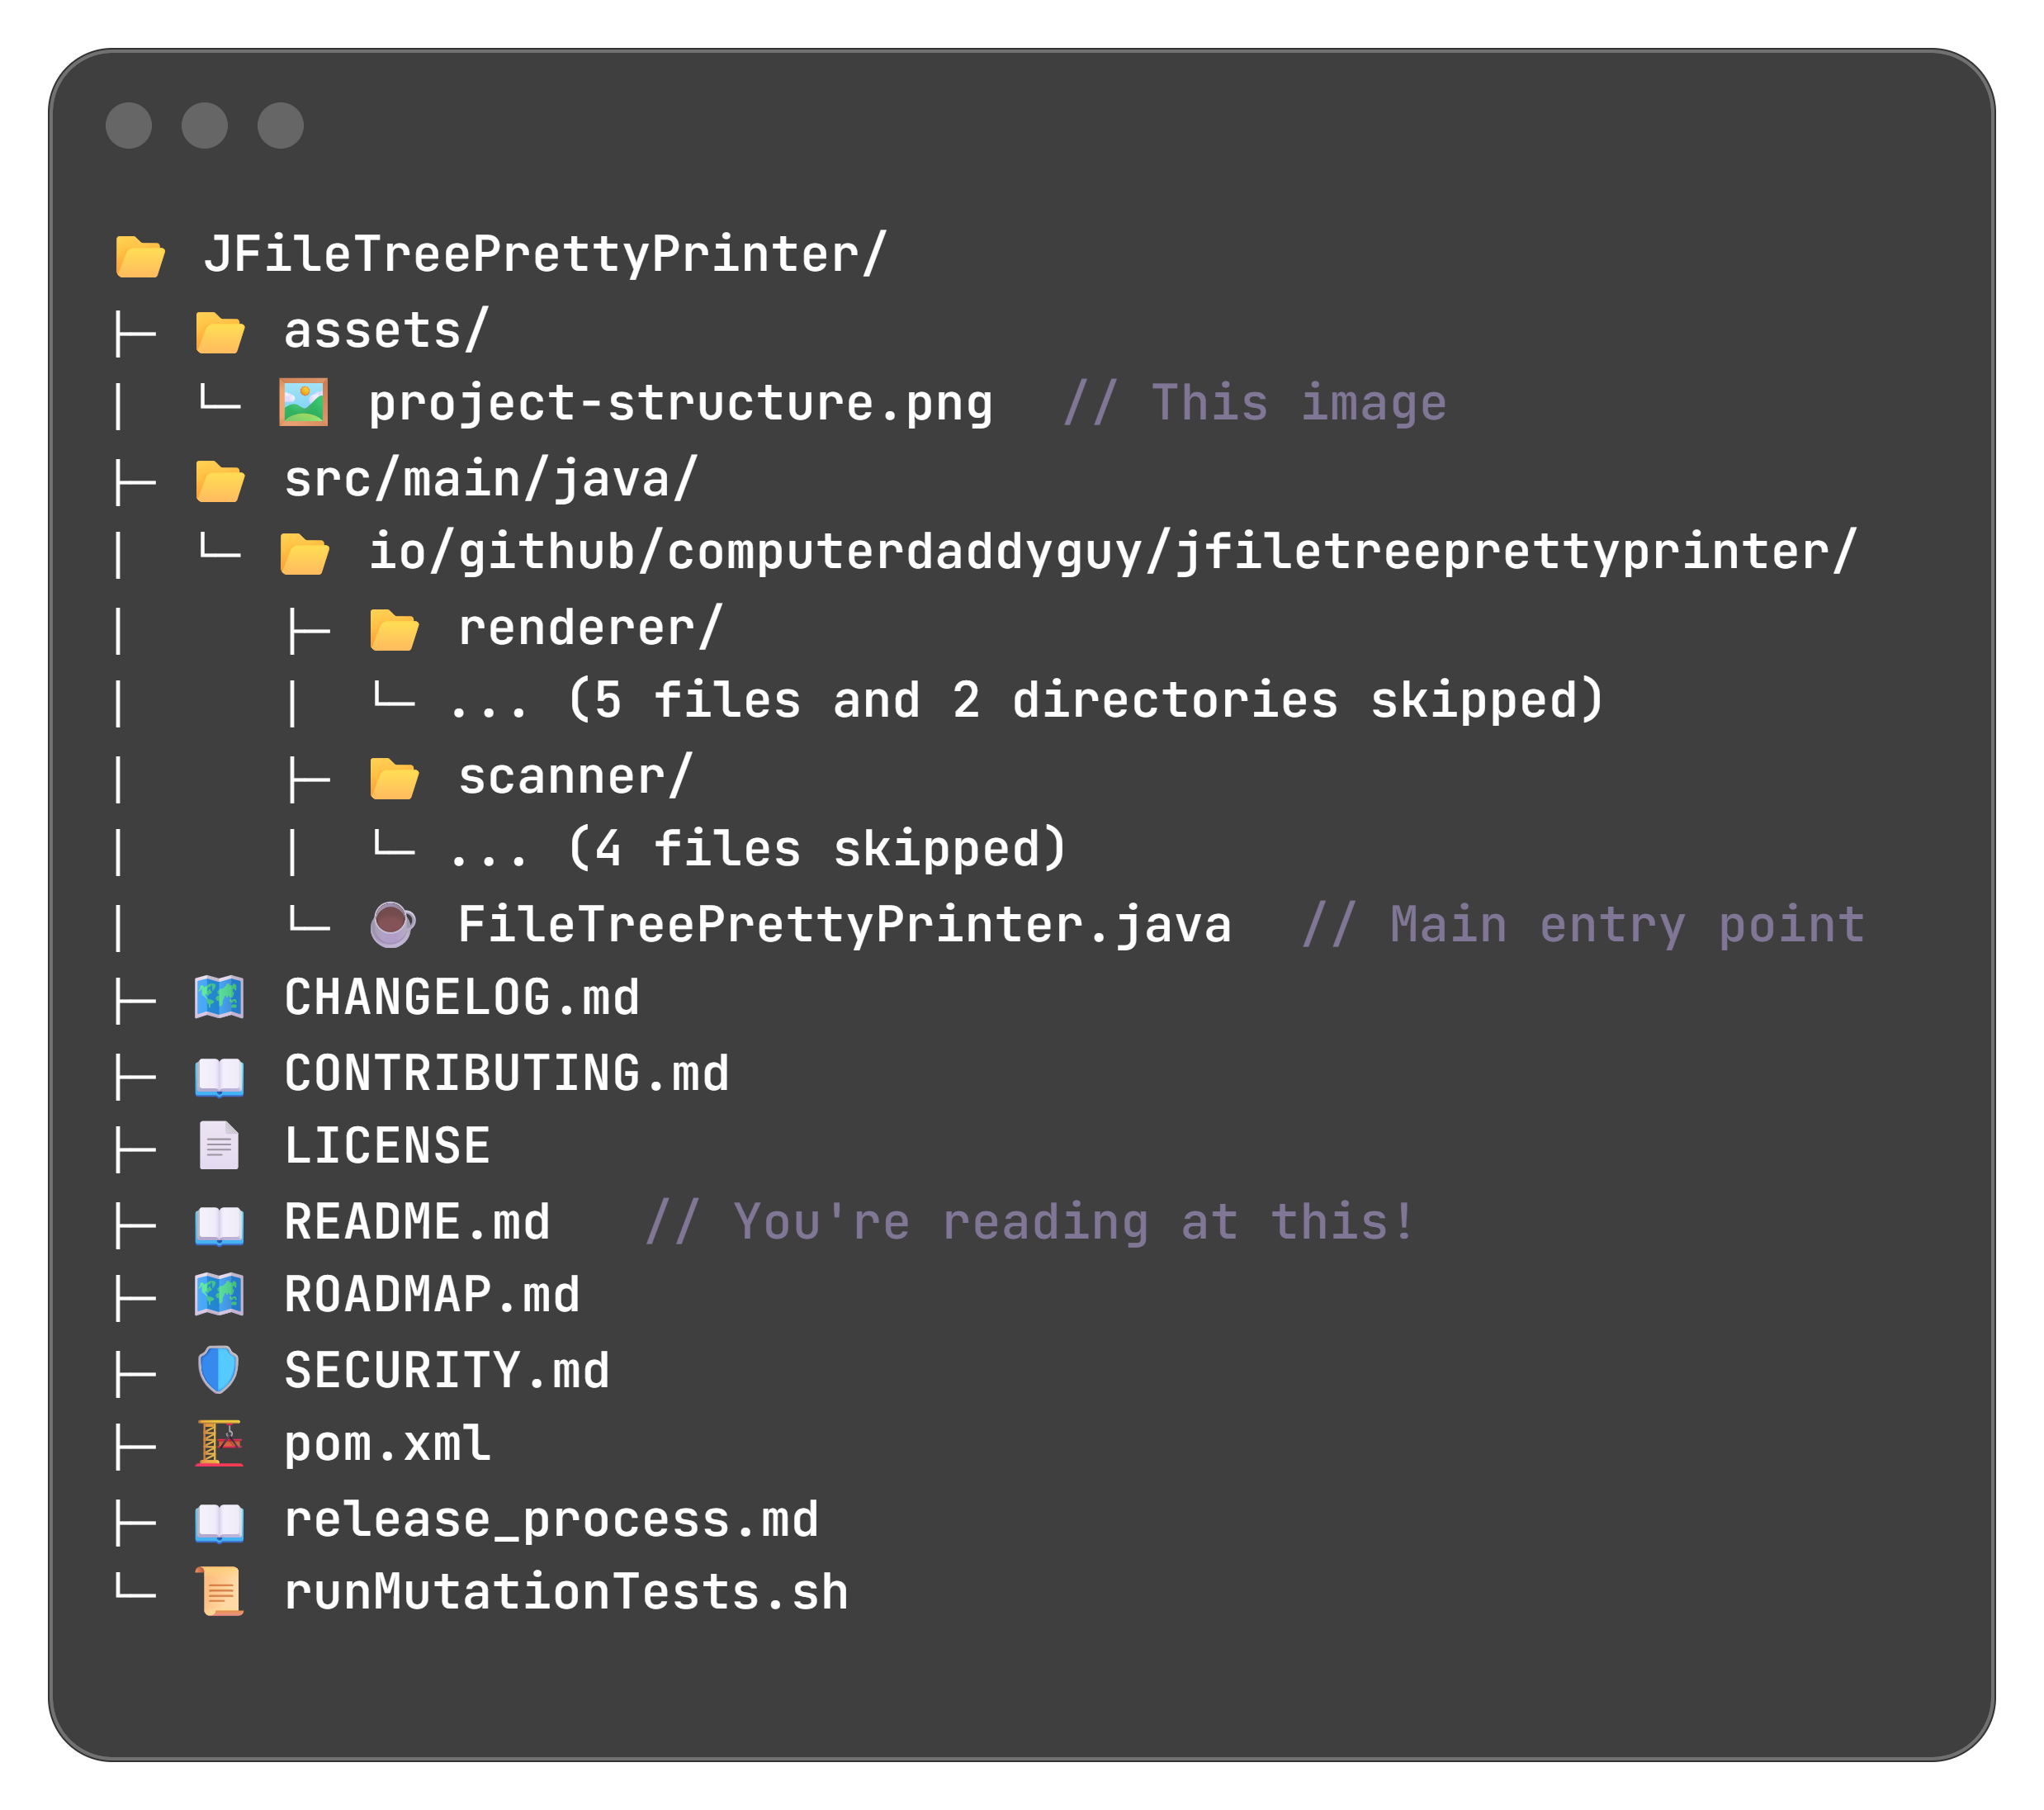 📂 JFileTreePrettyPrinter/
├─ 📂 assets/
│  └─ 🖼️ project-structure.png  // This image
├─ 📂 src/main/java/
│  └─ 📂 io/github/computerdaddyguy/jfiletreeprettyprinter/
│     ├─ 📂 renderer/
│     │  └─ ... (5 files and 2 directories skipped)
│     ├─ 📂 scanner/
│     │  └─ ... (4 files skipped)
│     └─ ☕ FileTreePrettyPrinter.java  // Main entry point
├─ 🗺️ CHANGELOG.md
├─ 📖 CONTRIBUTING.md
├─ 📄 LICENSE
├─ 📖 README.md   // You're reading at this!
├─ 🗺️ ROADMAP.md
├─ 🛡️ SECURITY.md
├─ 🏗️ pom.xml
├─ 📖 release_process.md
└─ 📜 runMutationTests.sh